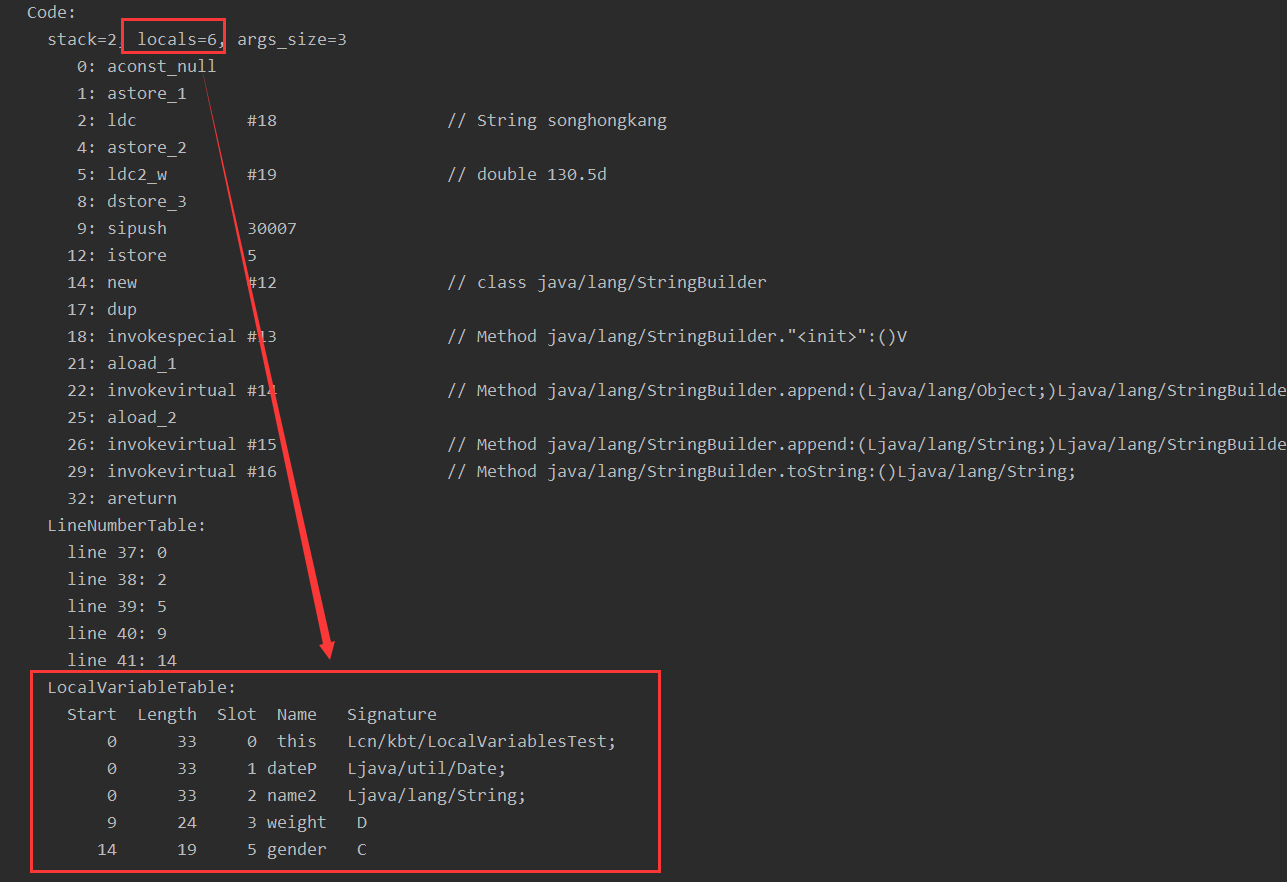 Code:
stack=2, locals=6, args_size=3
0: aconst_null
1: astore_1
2: ldc #18 // String songhongkang
4: astore_2
5: ldc2_w #19 // double 130.5d
8: dstore_3
9: sipush 30007
12: istore 5
14: new #12 // class java/lang/StringBuilder
17: dup
18: invokespecial #13 // Method java/lang/StringBuilder."<init>":()V
21: aload_1
22: invokevirtual #14 // Method java/lang/StringBuilder.append:(Ljava/lang/Object;)Ljava/lang/StringBuilde
25: aload_2
26: invokevirtual #15 // Method java/lang/StringBuilder.append:(Ljava/lang/String;)Ljava/lang/StringBuilde
29: invokevirtual #16 // Method java/lang/StringBuilder.toString:()Ljava/lang/String;
32: areturn
LineNumberTable:
line 37: 0
line 38: 2
line 39: 5
line 40: 9
line 41: 14
LocalVariableTable:
Start Length Slot Name Signature
0 33 0 this Lcn/kbt/LocalVariablesTest;
0 33 1 dateP Ljava/util/Date;
0 33 2 name2 Ljava/lang/String;
9 24 3 weight D
14 19 5 gender C